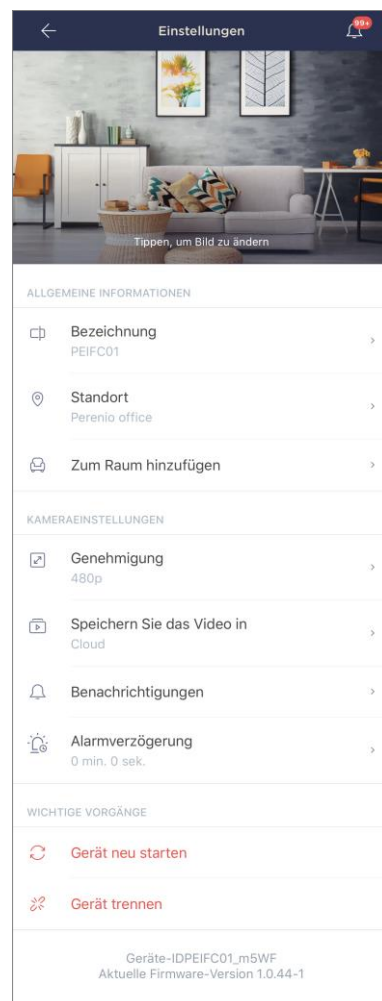 Einstellungen
99+
Tippen, um Bild zu ändern
ALLGEMEINE INFORMATIONEN
Bezeichnung
PEIFC01
Standort
Perenio office
Zum Raum hinzufügen
KAMERAEINSTELLUNGEN
Genehmigung
480p
Speichern Sie das Video in
Cloud
Benachrichtigungen
Alarmverzögerung
0 min. 0 sek.
WICHTIGE VORGÄNGE
Gerät neu starten
Gerät trennen
Geräte-IDPEIFC01_m5WF
Aktuelle Firmware-Version 1.0.44-1